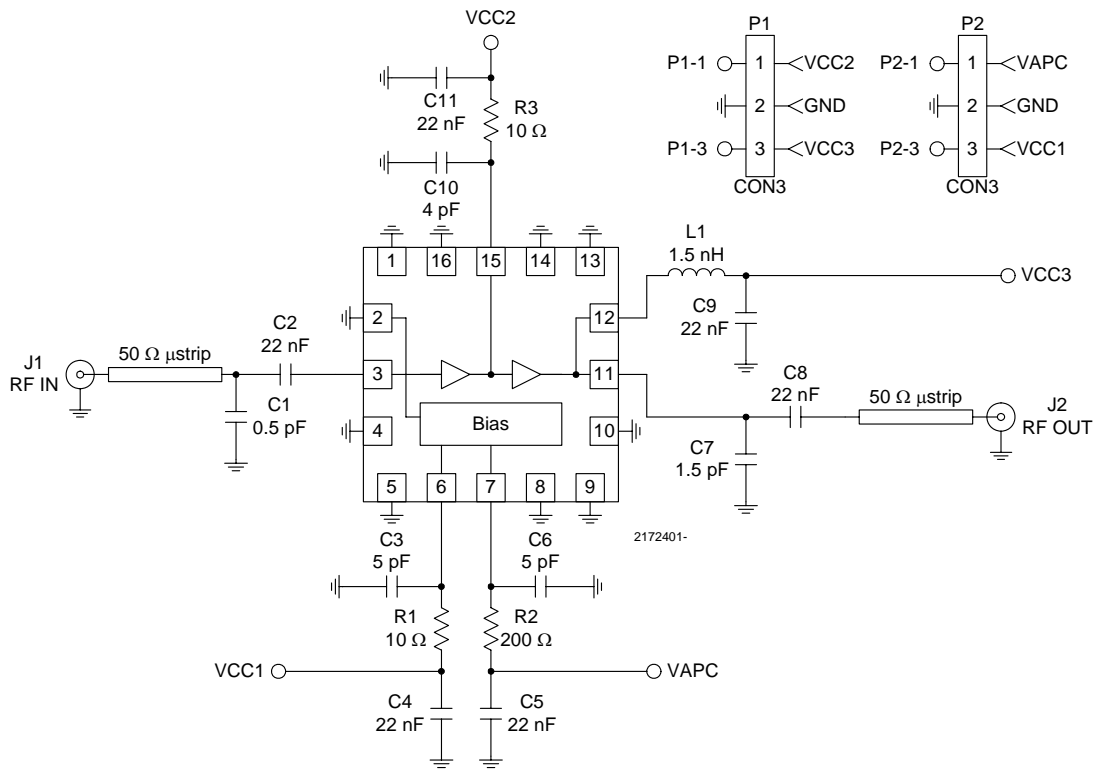 VCC2
P1
P2
P1-1
1
VCC2
P2-1
1
VAPC
C11
22 nF
R3
10 Ω
2
GND
2
GND
P1-3
3
VCC3
P2-3
3
VCC1
CON3
CON3
C10
4 pF
L1
1.5 nH
1
16
15
14
13
VCC3
2
12
C9
22 nF
C2
22 nF
J1
RF IN
50 Ω μstrip
3
11
C8
22 nF
50 Ω μstrip
J2
RF OUT
C1
0.5 pF
4
Bias
10
C7
1.5 pF
5
6
7
8
9
2172401-
C3
5 pF
C6
5 pF
R1
10 Ω
R2
200 Ω
VCC1
VAPC
C4
22 nF
C5
22 nF